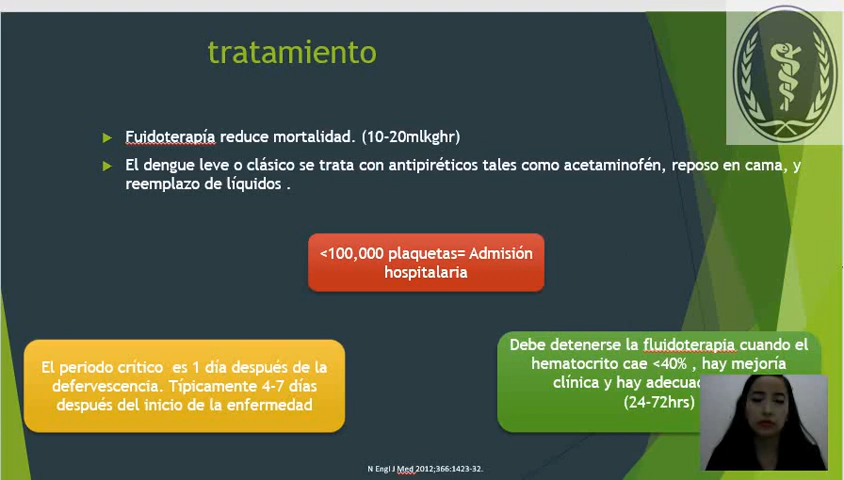 tratamiento
Fuidoterapía reduce mortalidad. (10-20mlkghr)
El dengue leve o clásico se trata con antipiréticos tales como acetaminofén, reposo en cama, y
reemplazo de líquidos .
<100,000 plaquetas= Admisión
hospitalaria
El periodo crítico es 1 día después de la
defervescencia. Típicamente 4-7 días
después del inicio de la enfermedad
Debe detenerse la fluidoterapia cuando el
hematocrito cae <40% , hay mejoría
clínica y hay
(24-72hrs)
N Engl J Med 2012;366:1423-32.